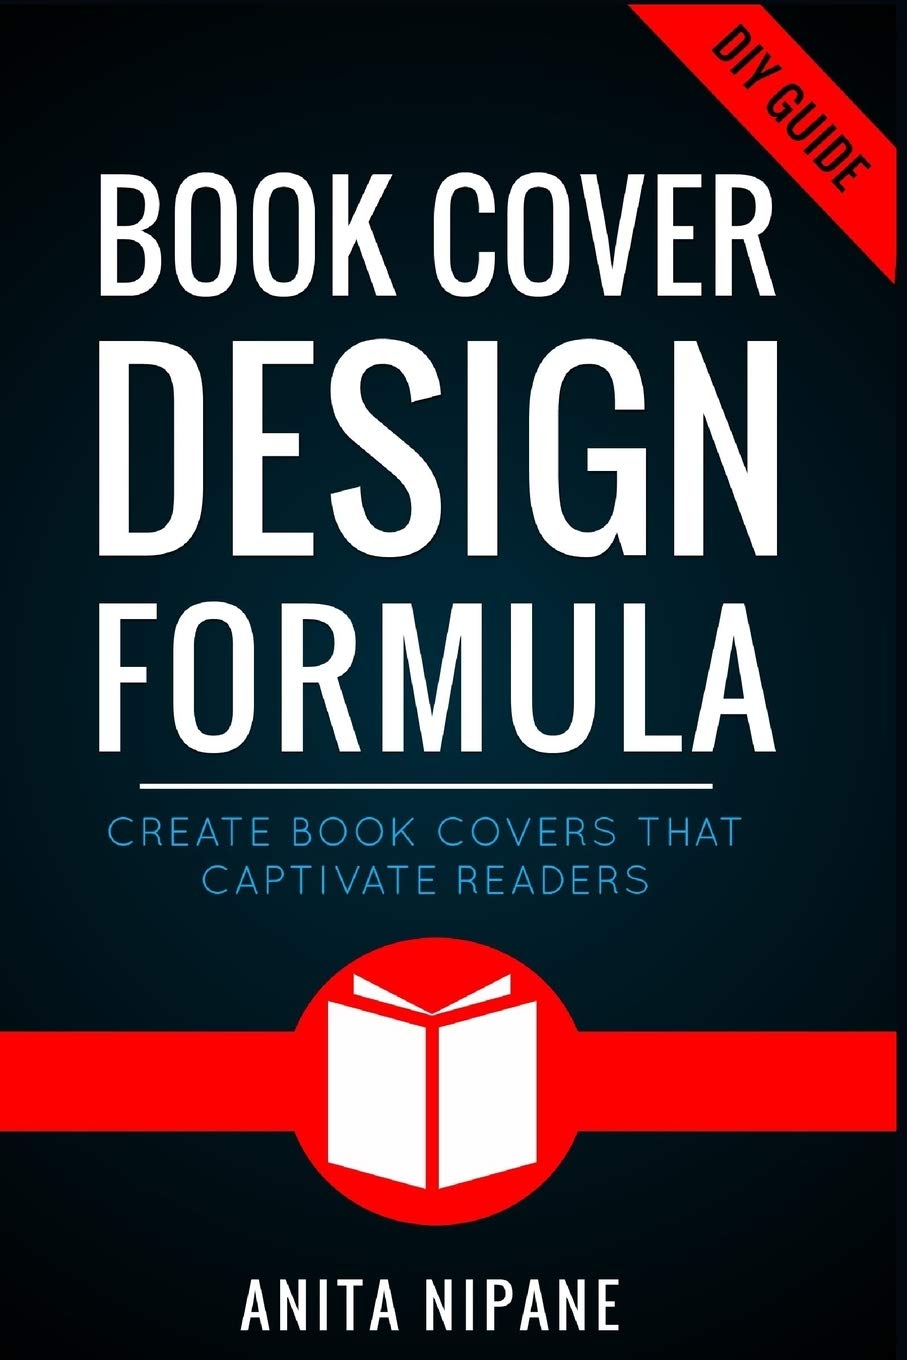 DIY GUIDE
BOOK COVER
DESIGN
FORMULA
CREATE BOOK COVERS THAT
CAPTIVATE READERS
ANITA NIPANE